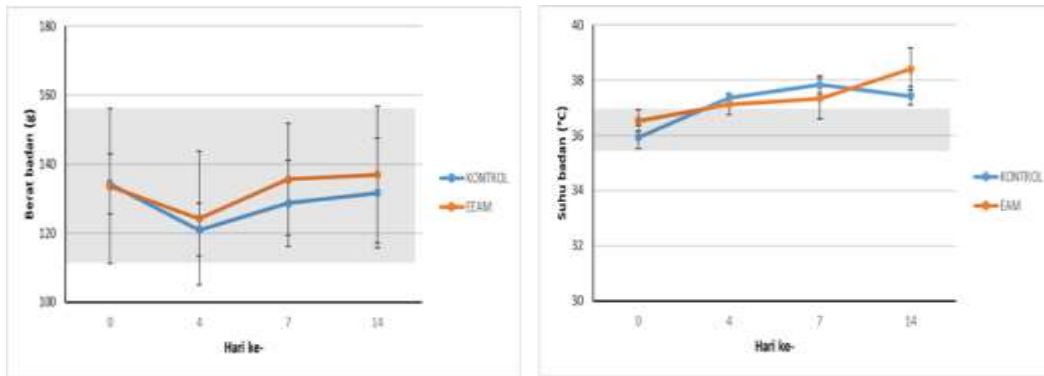 180
160
140
120
100
Berat badan (g)
0 4 7 14
Hari ke-
KONTROL
EEAM
40
38
36
34
32
30
Suhu badan (°C)
0 4 7 14
Hari ke-
KONTROL
EAM